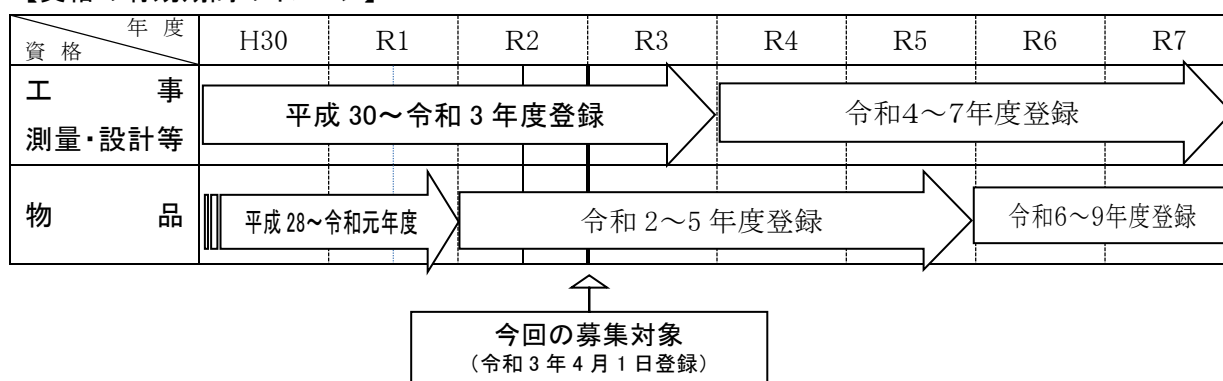 年 度
資 格
H30 R1 R2 R3 R4 R5 R6 R7
工 事
測量・設計等
平成 30～令和 3 年度登録
令和4～7年度登録
物 品
平成 28～令和元年度
令和 2～5 年度登録
令和6～9年度登録
今回の募集対象
（令和 3 年 4 月 1 日登録）